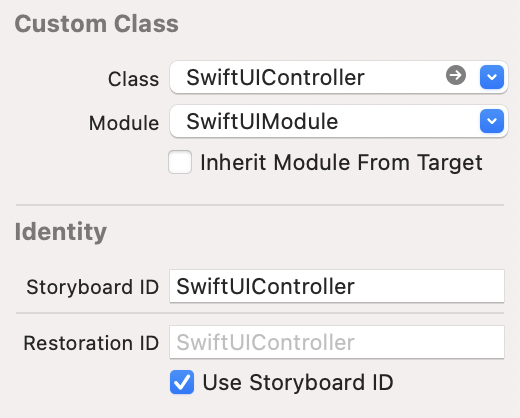 Custom Class
Class SwiftUIController
Module SwiftUIModule
Inherit Module From Target
Identity
Storyboard ID SwiftUIController
Restoration ID SwiftUIController
Use Storyboard ID